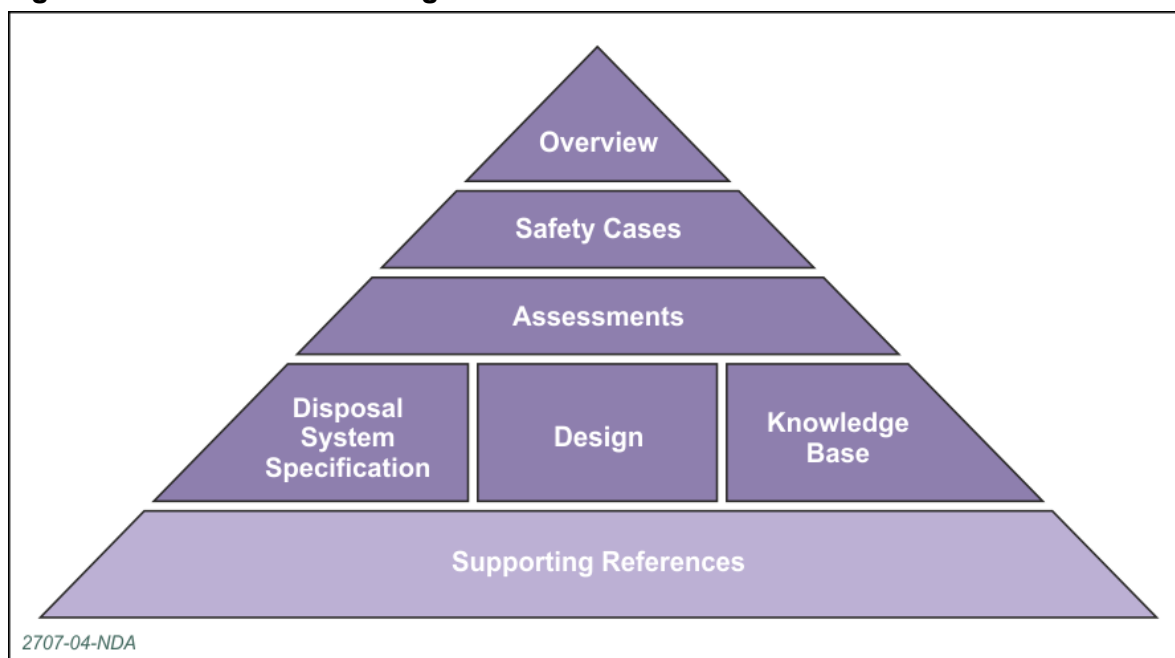 Overview
Safety Cases
Assessments
Disposal
System
Specification
Design
Knowledge
Base
Supporting References
2707-04-NDA